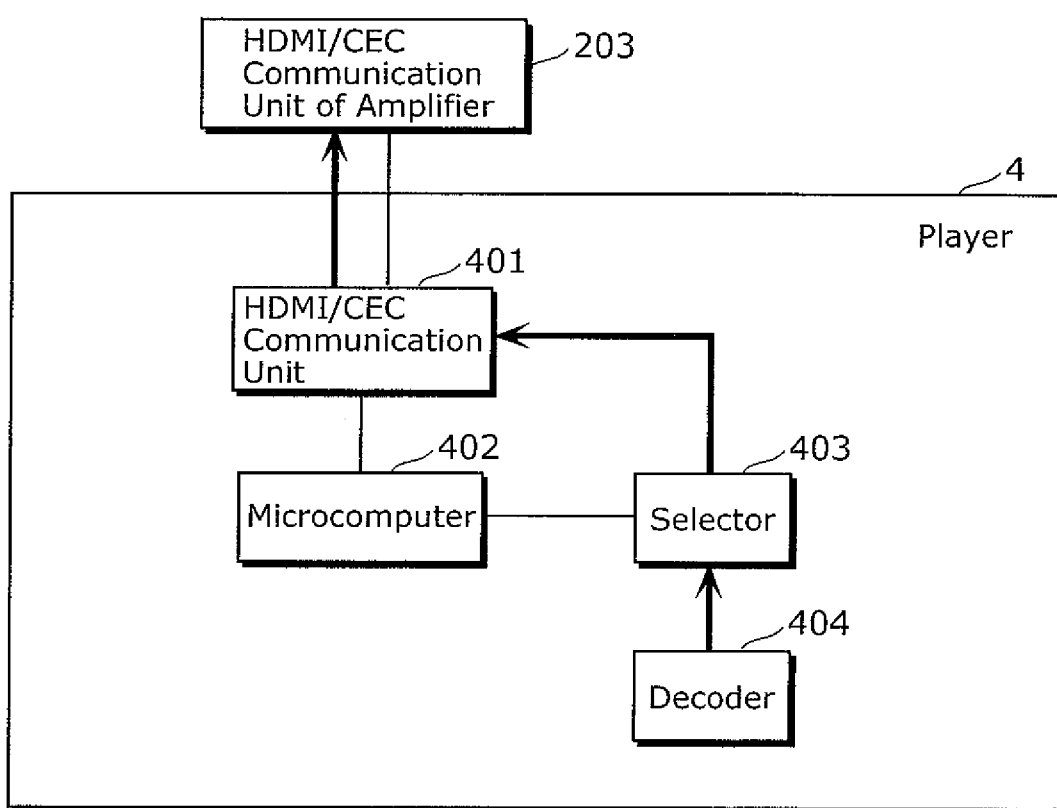 HDMI/CEC
Communication
Unit of Amplifier
203
4
Player
401
HDMI/CEC
Communication
Unit
402
Microcomputer
403
Selector
404
Decoder